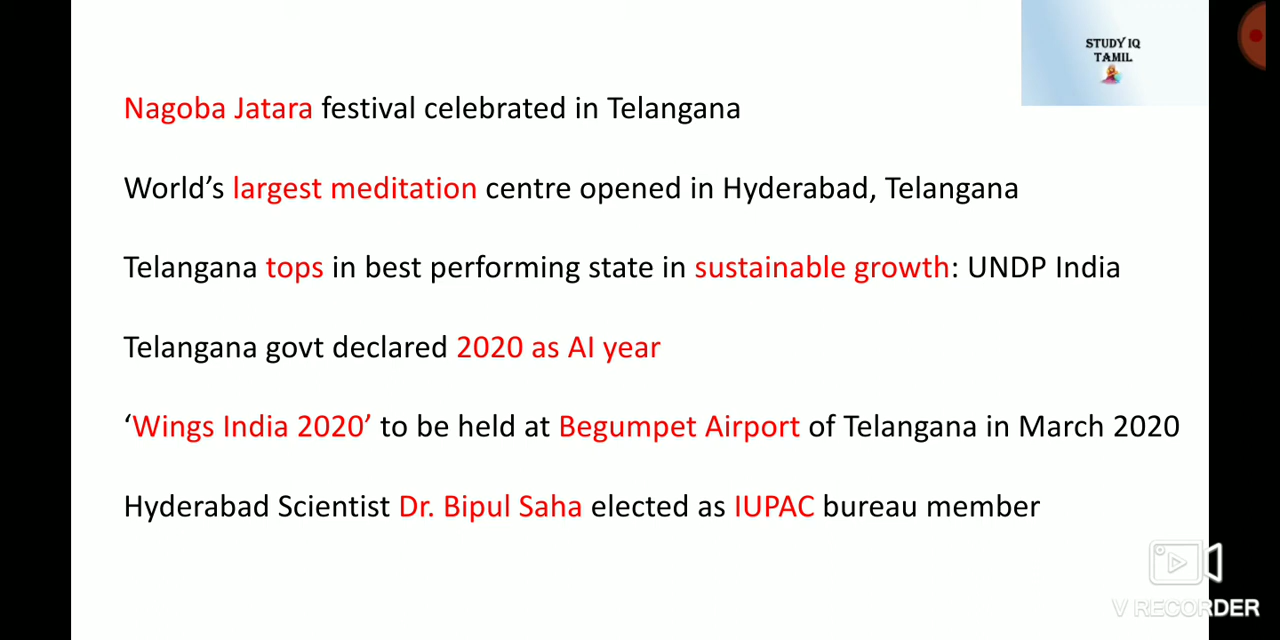 STUDY IQ
TAMIL
Nagoba Jatara festival celebrated in Telangana
World’s largest meditation centre opened in Hyderabad, Telangana
Telangana tops in best performing state in sustainable growth: UNDP India
Telangana govt declared 2020 as AI year
‘Wings India 2020’ to be held at Begumpet Airport of Telangana in March 2020
Hyderabad Scientist Dr. Bipul Saha elected as IUPAC bureau member
V RECORDER